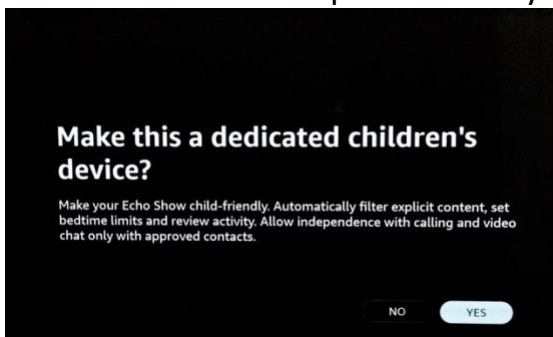 Make this a dedicated children's
device?
Make your Echo Show child-friendly. Automatically filter explicit content, set
bedtime limits and review activity. Allow independence with calling and video
chat only with approved contacts.
NO
YES